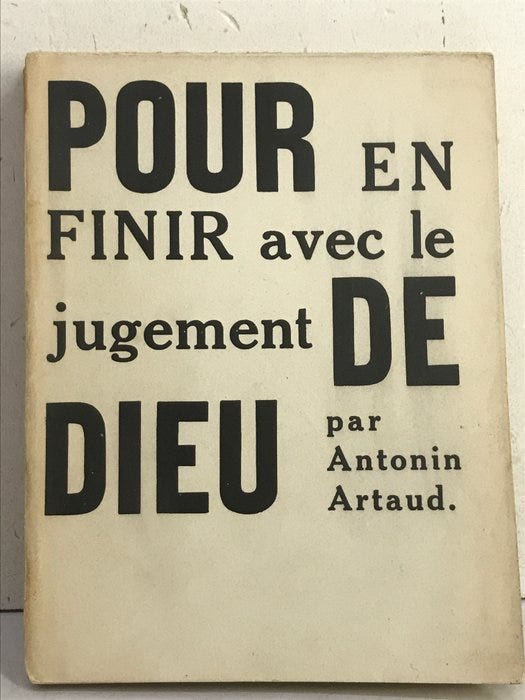 POUR EN
FINIR avec le
jugement DE
DIEU par
Antonin
Artaud.